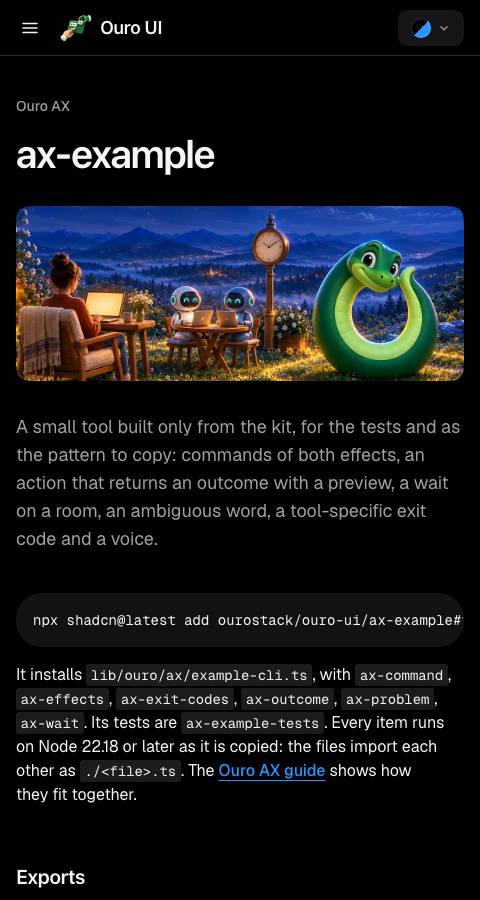 Ouro UI
Ouro AX
ax-example
A small tool built only from the kit, for the tests and as
the pattern to copy: commands of both effects, an
action that returns an outcome with a preview, a wait
on a room, an ambiguous word, a tool-specific exit
code and a voice.
npx shadcn@latest add ourostack/ouro-ui/ax-example#
It installs lib/ouro/ax/example-cli.ts, with ax-command,
ax-effects, ax-exit-codes, ax-outcome, ax-problem,
ax-wait. Its tests are ax-example-tests. Every item runs
on Node 22.18 or later as it is copied: the files import each
other as ./<file>.ts. The Ouro AX guide shows how
they fit together.
Exports